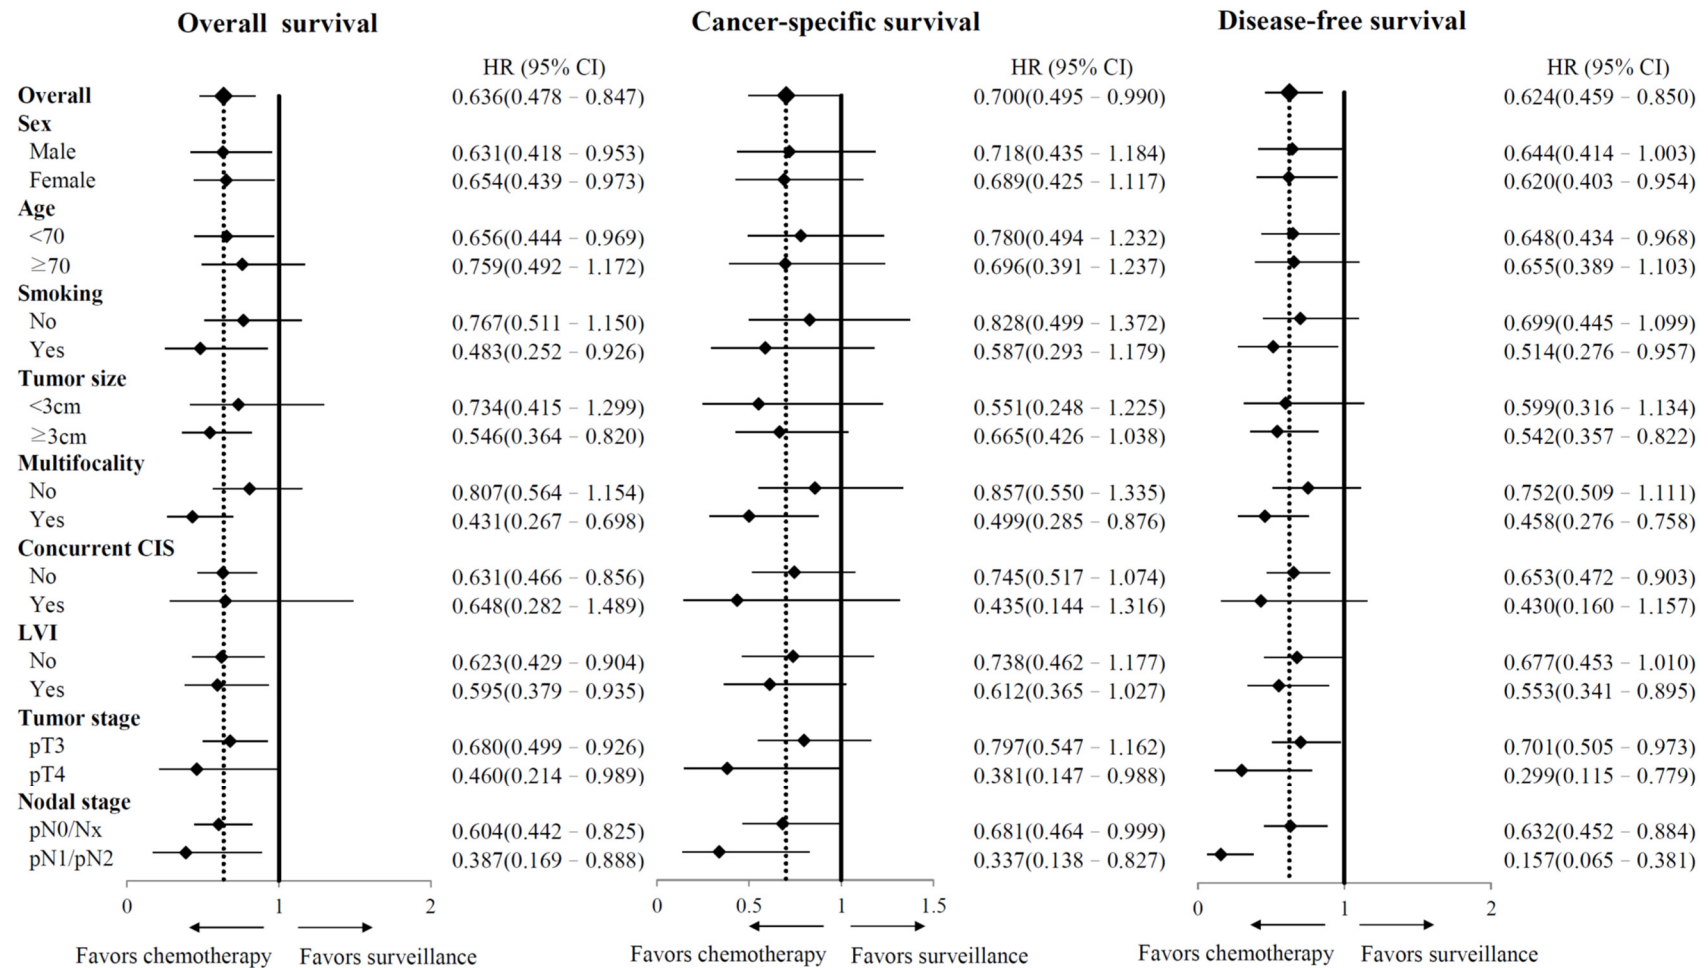 Overall survival Cancer-specific survival Disease-free survival
HR (95% CI) HR (95% CI) HR (95% CI)
Overall 0.636(0.478 – 0.847) 0.700(0.495 – 0.990) 0.624(0.459 – 0.850)
Sex
Male 0.631(0.418 – 0.953) 0.718(0.435 – 1.184) 0.644(0.414 – 1.003)
Female 0.654(0.439 – 0.973) 0.689(0.425 – 1.117) 0.620(0.403 – 0.954)
Age
<70 0.656(0.444 – 0.969) 0.780(0.494 – 1.232) 0.648(0.434 – 0.968)
≥70 0.759(0.492 – 1.172) 0.696(0.391 – 1.237) 0.655(0.389 – 1.103)
Smoking
No 0.767(0.511 – 1.150) 0.828(0.499 – 1.372) 0.699(0.445 – 1.099)
Yes 0.483(0.252 – 0.926) 0.587(0.293 – 1.179) 0.514(0.276 – 0.957)
Tumor size
<3cm 0.734(0.415 – 1.299) 0.551(0.248 – 1.225) 0.599(0.316 – 1.134)
≥3cm 0.546(0.364 – 0.820) 0.665(0.426 – 1.038) 0.542(0.357 – 0.822)
Multifocality
No 0.807(0.564 – 1.154) 0.857(0.550 – 1.335) 0.752(0.509 – 1.111)
Yes 0.431(0.267 – 0.698) 0.499(0.285 – 0.876) 0.458(0.276 – 0.758)
Concurrent CIS
No 0.631(0.466 – 0.856) 0.745(0.517 – 1.074) 0.653(0.472 – 0.903)
Yes 0.648(0.282 – 1.489) 0.435(0.144 – 1.316) 0.430(0.160 – 1.157)
LVI
No 0.623(0.429 – 0.904) 0.738(0.462 – 1.177) 0.677(0.453 – 1.010)
Yes 0.595(0.379 – 0.935) 0.612(0.365 – 1.027) 0.553(0.341 – 0.895)
Tumor stage
pT3 0.680(0.499 – 0.926) 0.797(0.547 – 1.162) 0.701(0.505 – 0.973)
pT4 0.460(0.214 – 0.989) 0.381(0.147 – 0.988) 0.299(0.115 – 0.779)
Nodal stage
pN0/Nx 0.604(0.442 – 0.825) 0.681(0.464 – 0.999) 0.632(0.452 – 0.884)
pN1/pN2 0.387(0.169 – 0.888) 0.337(0.138 – 0.827) 0.157(0.065 – 0.381)
0 1 2 0 0.5 1 1.5 0 1 2
Favors chemotherapy Favors surveillance Favors chemotherapy Favors surveillance Favors chemotherapy Favors surveillance